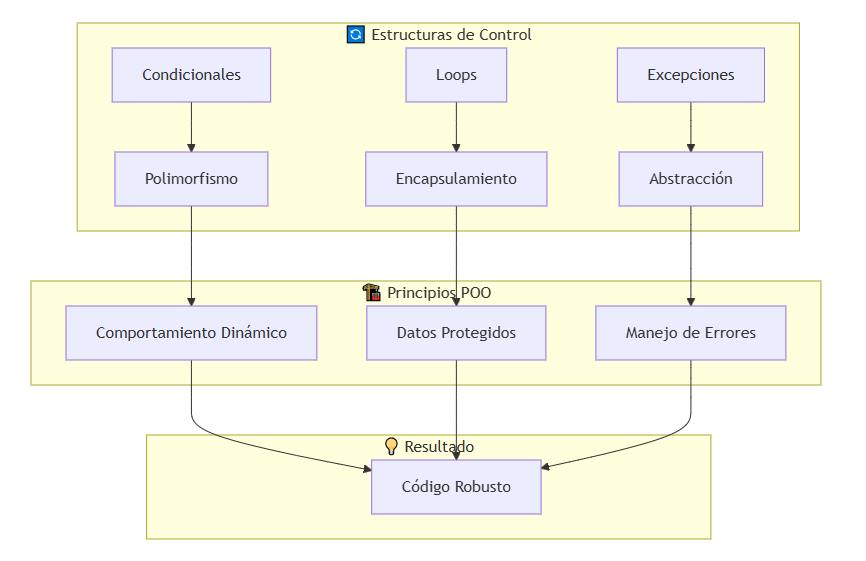 🔄 Estructuras de Control
Condicionales
Loops
Excepciones
Polimorfismo
Encapsulamiento
Abstracción
🏗️ Principios POO
Comportamiento Dinámico
Datos Protegidos
Manejo de Errores
💡 Resultado
Código Robusto